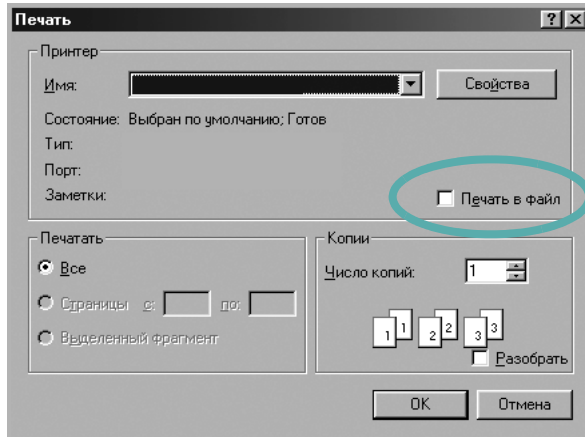 Печать
Принтер
Имя:
Свойства
Состояние: Выбран по умолчанию; Готов
Тип:
Порт:
Заметки:
Печать в файл
Печатать
Все
Страницы с: по:
Выделенный фрагмент
Копии
Число копий: 1
1 1 2 2 3 3
Разобрать
OK Отмена